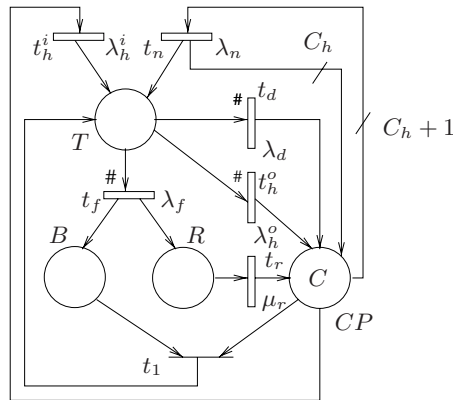 t_h^i λ_h^i t_n λ_n C_h
C_h + 1
# t_d
T λ_d
# # t_h^o
t_f λ_f λ_h^o
B R t_r
C
μ_r CP
t_1